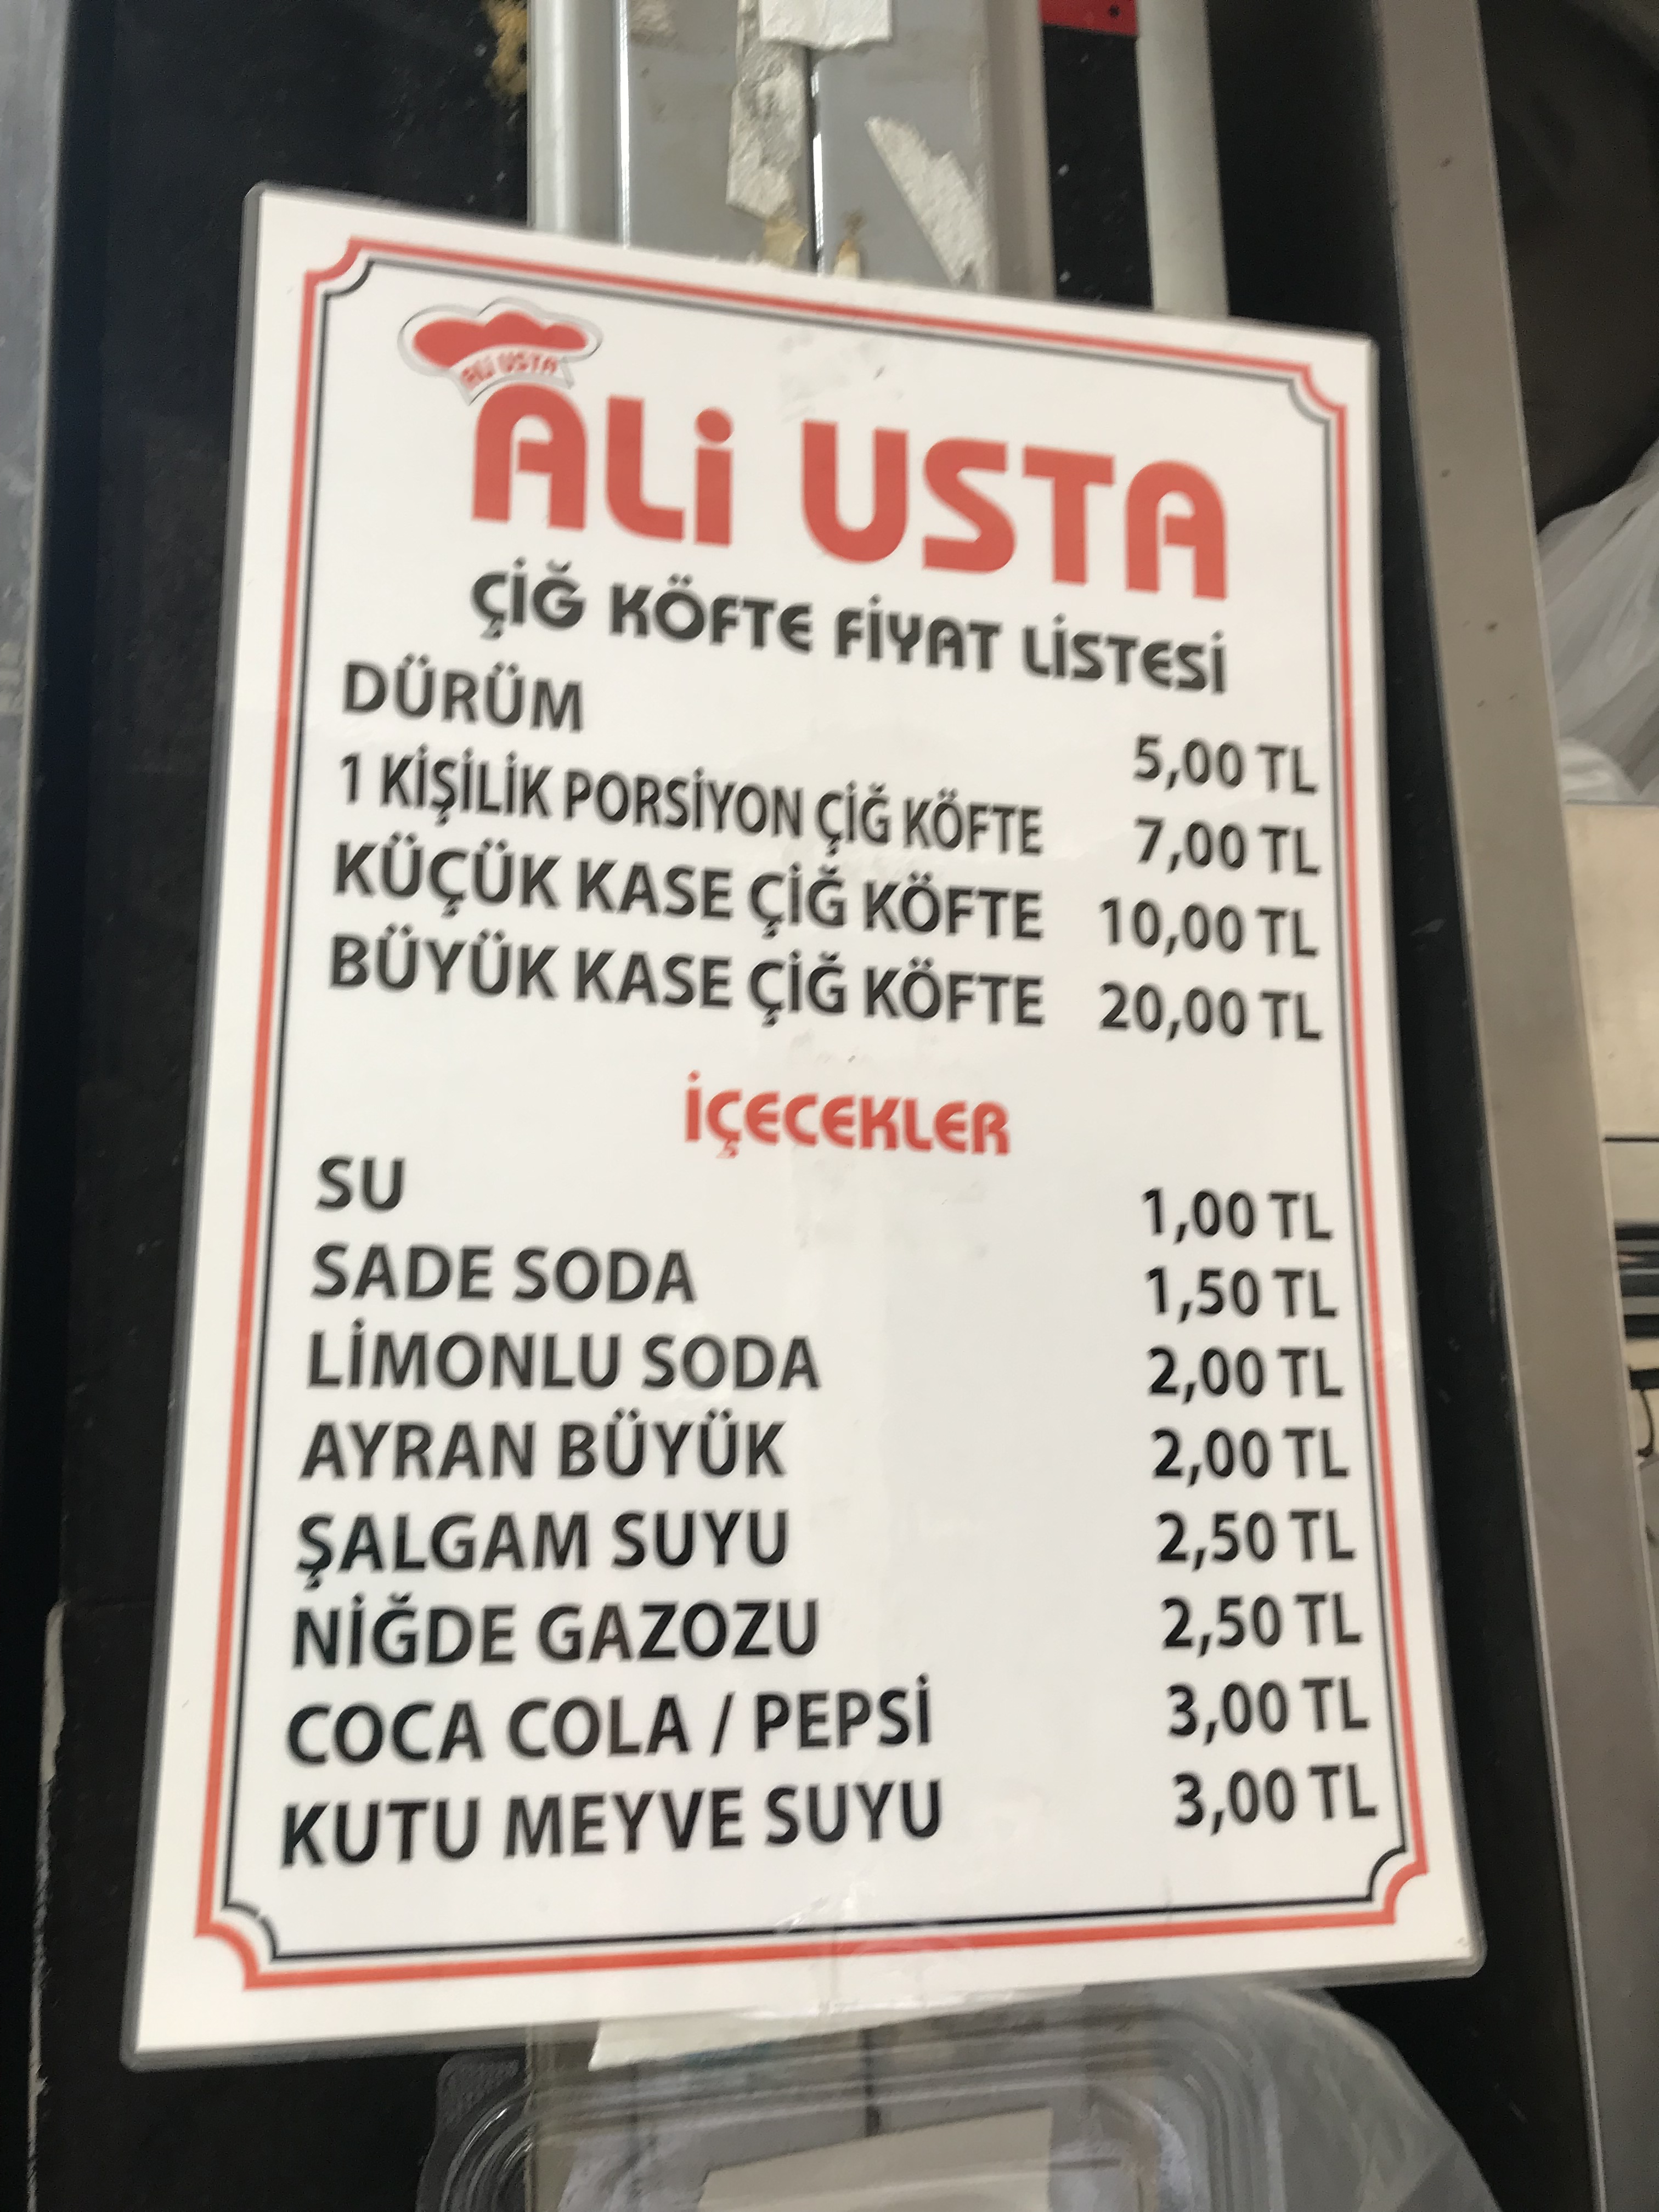 ALİ USTA
ALİ USTA
ÇİĞ KÖFTE FİYAT LİSTESİ
DÜRÜM 5,00 TL
1 KİŞİLİK PORSİYON ÇİĞ KÖFTE 7,00 TL
KÜÇÜK KASE ÇİĞ KÖFTE 10,00 TL
BÜYÜK KASE ÇİĞ KÖFTE 20,00 TL
İÇECEKLER
SU 1,00 TL
SADE SODA 1,50 TL
LİMONLU SODA 2,00 TL
AYRAN BÜYÜK 2,00 TL
ŞALGAM SUYU 2,50 TL
NİĞDE GAZOZU 2,50 TL
COCA COLA / PEPSİ 3,00 TL
KUTU MEYVE SUYU 3,00 TL